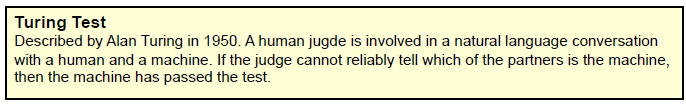 Turing Test
Described by Alan Turing in 1950. A human jugde is involved in a natural language conversation
with a human and a machine. If the judge cannot reliably tell which of the partners is the machine,
then the machine has passed the test.